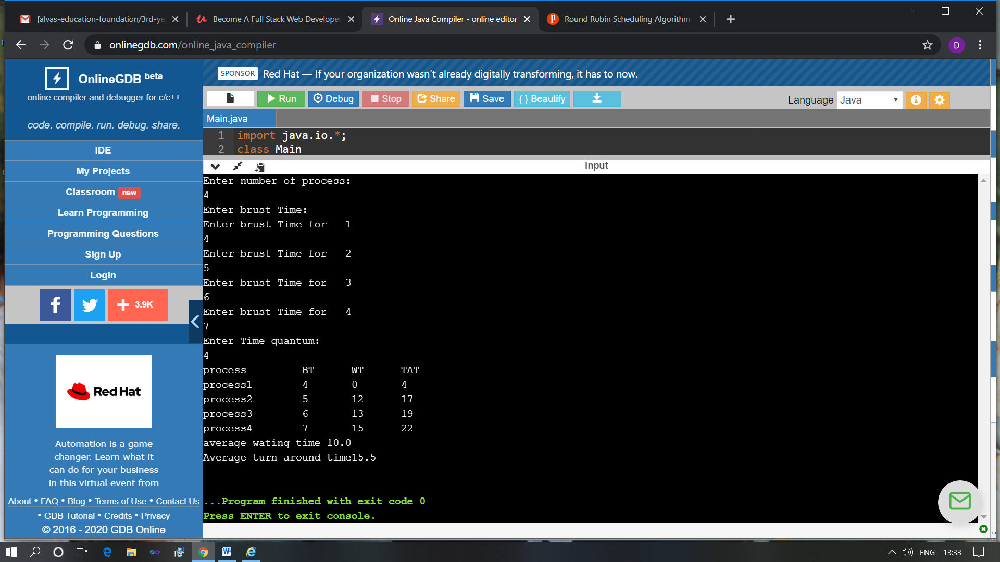 [alvas-education-foundation/3rd-ye
Become A Full Stack Web Developer
Online Java Compiler - online editor
Round Robin Scheduling Algorithm
onlinegdb.com/online_java_compiler
D
OnlineGDB beta
online compiler and debugger for c/c++
code. compile. run. debug. share.
IDE
My Projects
Classroom new
Learn Programming
Programming Questions
Sign Up
Login
3.9K
Red Hat
Automation is a game
changer. Learn what it
can do for your business
in this virtual event from
About • FAQ • Blog • Terms of Use • Contact Us
• GDB Tutorial • Credits • Privacy
© 2016 - 2020 GDB Online
SPONSOR Red Hat — If your organization wasn’t already digitally transforming, it has to now.
Run Debug Stop Share Save { } Beautify
Language Java
Main.java
1 import java.io.*;
2 class Main
input
Enter number of process:
4
Enter brust Time:
Enter brust Time for 1
4
Enter brust Time for 2
5
Enter brust Time for 3
6
Enter brust Time for 4
7
Enter Time quantum:
4
process BT WT TAT
process1 4 0 4
process2 5 12 17
process3 6 13 19
process4 7 15 22
average wating time 10.0
Average turn around time15.5
...Program finished with exit code 0
Press ENTER to exit console.
ENG 13:33